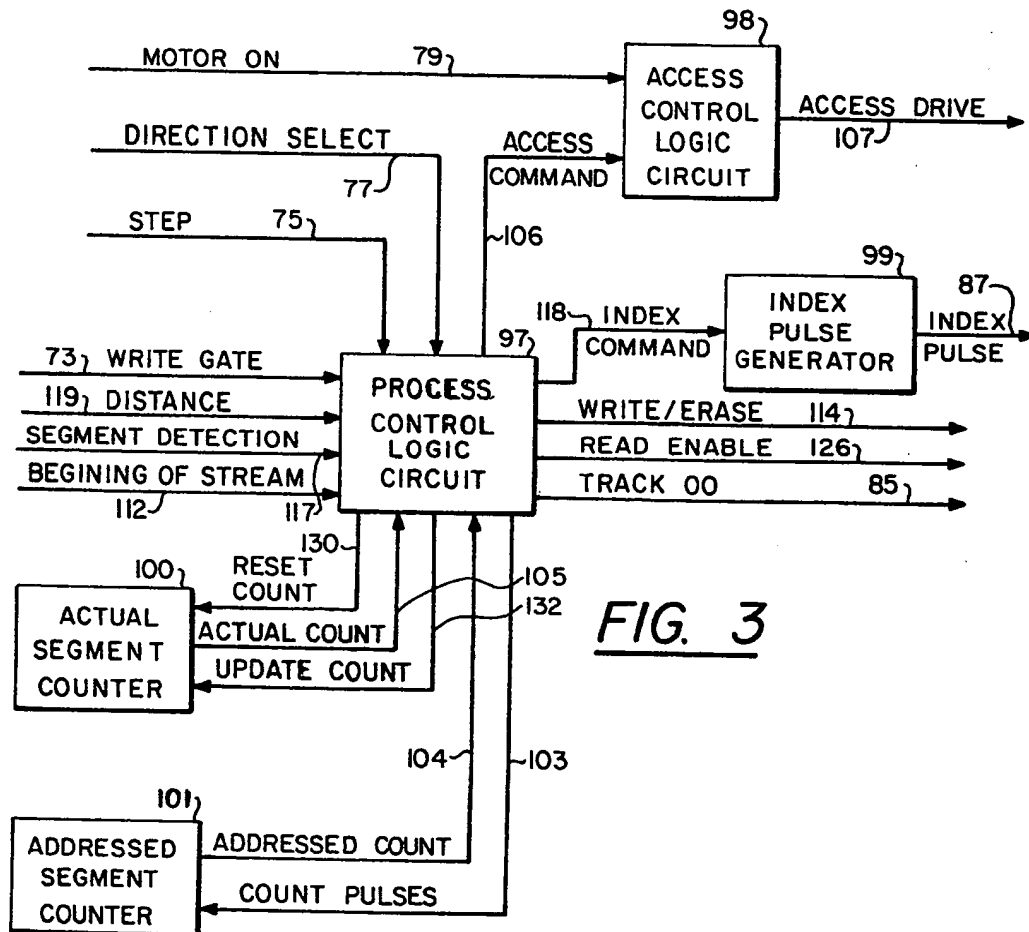 98
MOTOR ON 79
ACCESS CONTROL LOGIC CIRCUIT
ACCESS DRIVE
107
DIRECTION SELECT
77
ACCESS COMMAND
106
STEP 75
99
INDEX PULSE GENERATOR
87
INDEX PULSE
118 INDEX COMMAND
97
PROCESS CONTROL LOGIC CIRCUIT
73 WRITE GATE
119 DISTANCE
SEGMENT DETECTION
117
BEGINING OF STREAM
112
WRITE/ERASE 114
READ ENABLE 126
TRACK 00 85
130
RESET COUNT
100
ACTUAL SEGMENT COUNTER
ACTUAL COUNT
105
132
UPDATE COUNT
FIG. 3
104
103
101
ADDRESSED SEGMENT COUNTER
ADDRESSED COUNT
COUNT PULSES